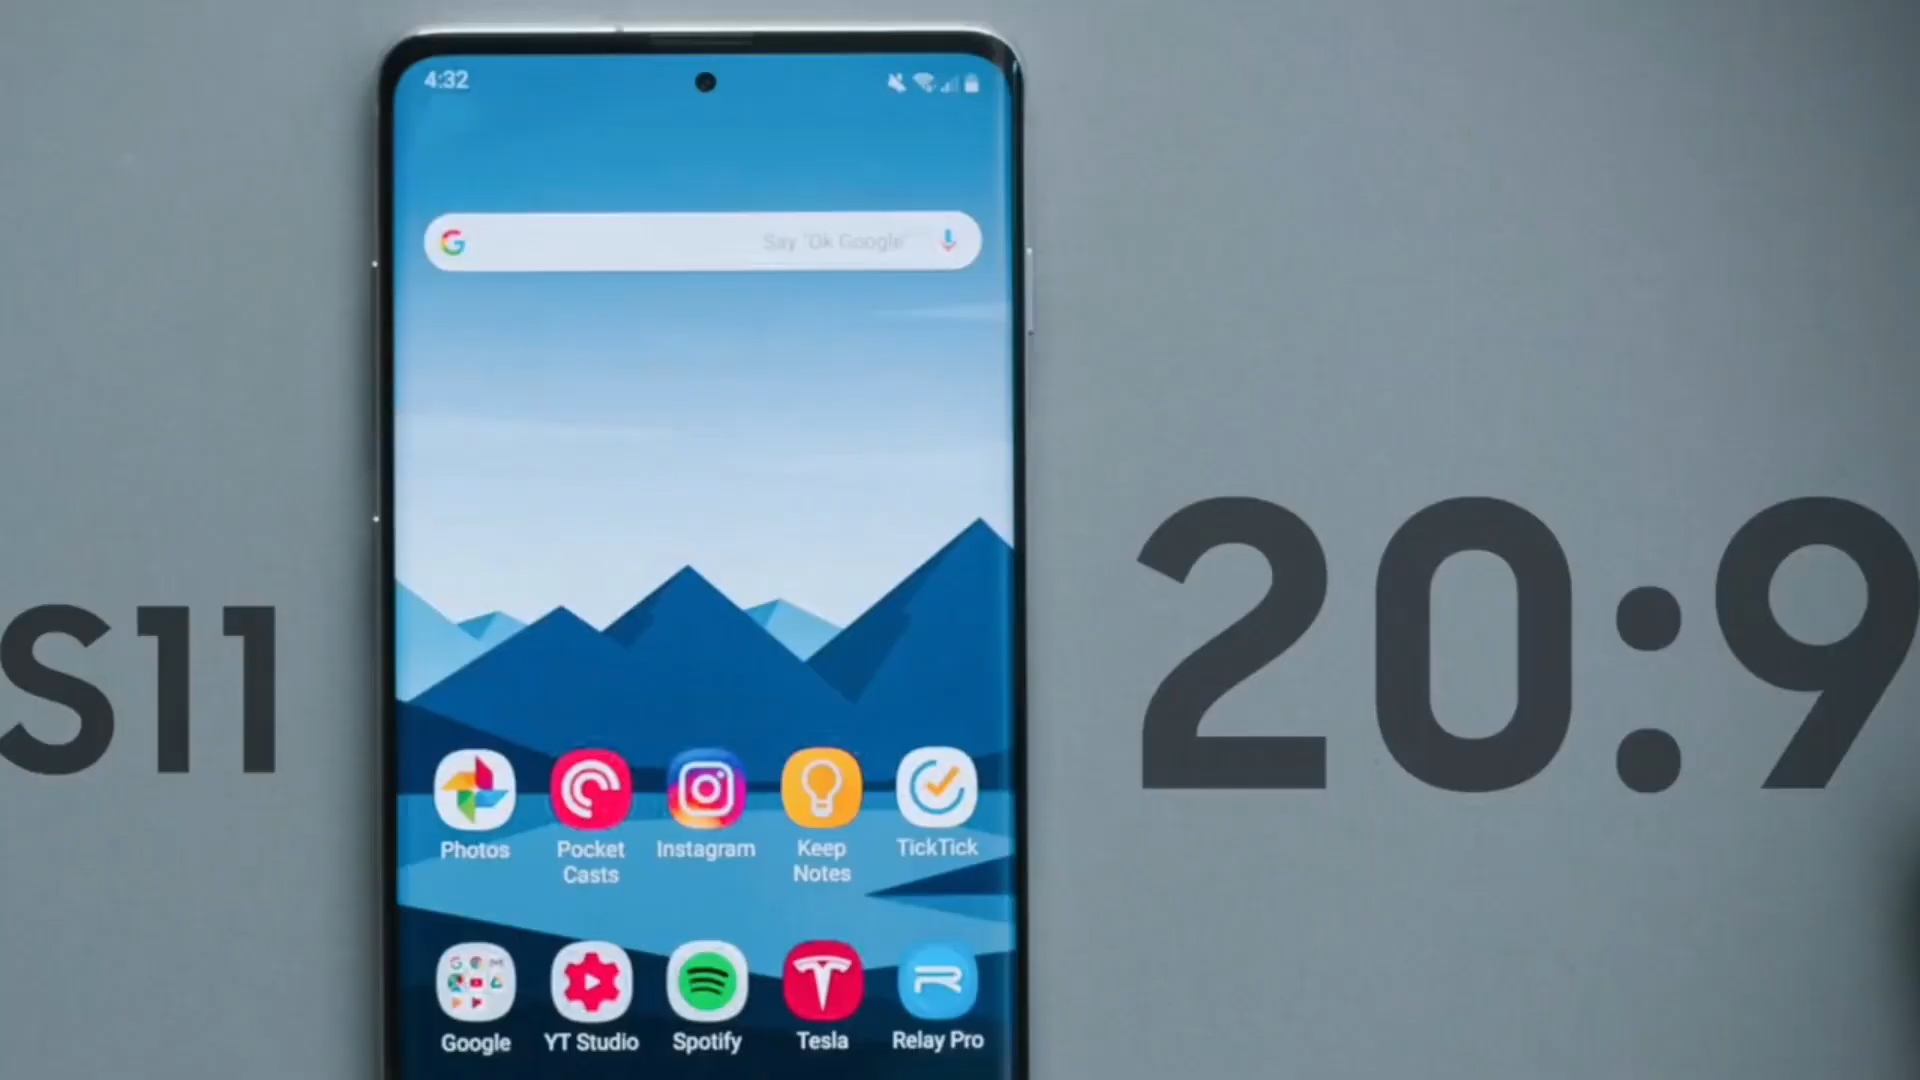 4:32
Say "Ok Google"
S11
20:9
Photos
Pocket
Casts
Instagram
Keep
Notes
TickTick
Google
YT Studio
Spotify
Tesla
Relay Pro